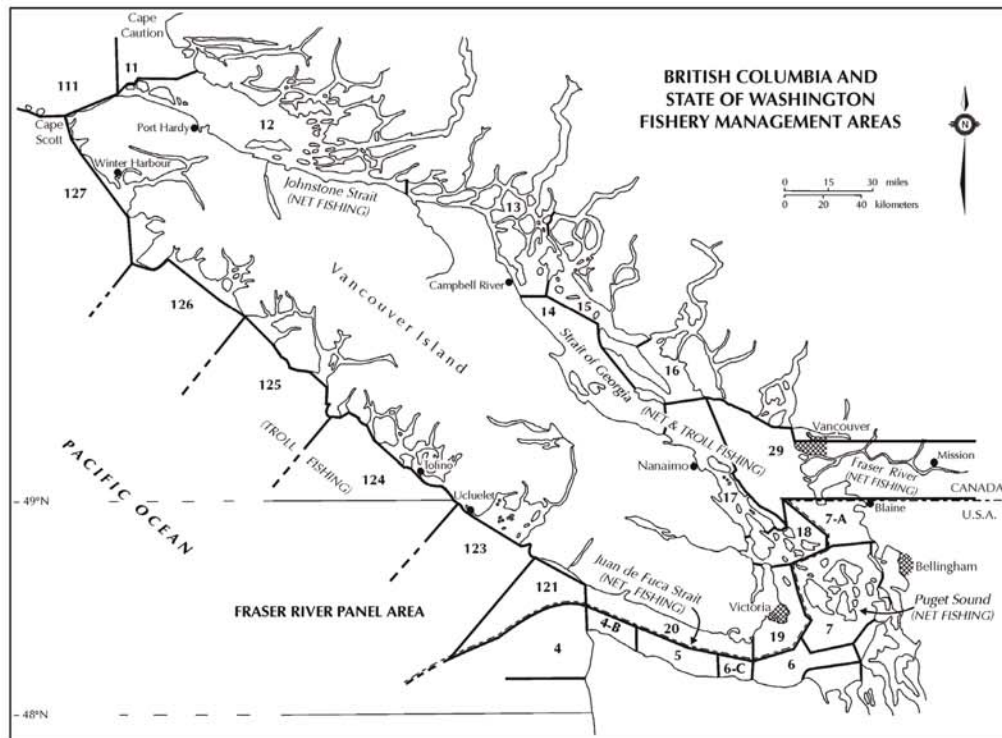 Cape
Caution
BRITISH COLUMBIA AND
STATE OF WASHINGTON
FISHERY MANAGEMENT AREAS
N
111
11
Cape
Scott
Port Hardy
12
Winter Harbour
127
Johnstone Strait
(NET FISHING)
13
0 15 30 miles
0 20 40 kilometers
Vancouver Island
Campbell River
14
15
126
Strait of Georgia
(NET & TROLL FISHING)
16
125
(TROLL FISHING)
PACIFIC OCEAN
124
Tofino
Vancouver
29
Mission
Fraser River
(NET FISHING)
Nanaimo
17
Ucluelet
49°N
CANADA
U.S.A.
Blaine
7-A
18
123
Bellingham
Juan de Fuca Strait
(NET FISHING)
121
FRASER RIVER PANEL AREA
Victoria
Puget Sound
(NET FISHING)
4-B
20
19
7
4
5
6-C
6
48°N